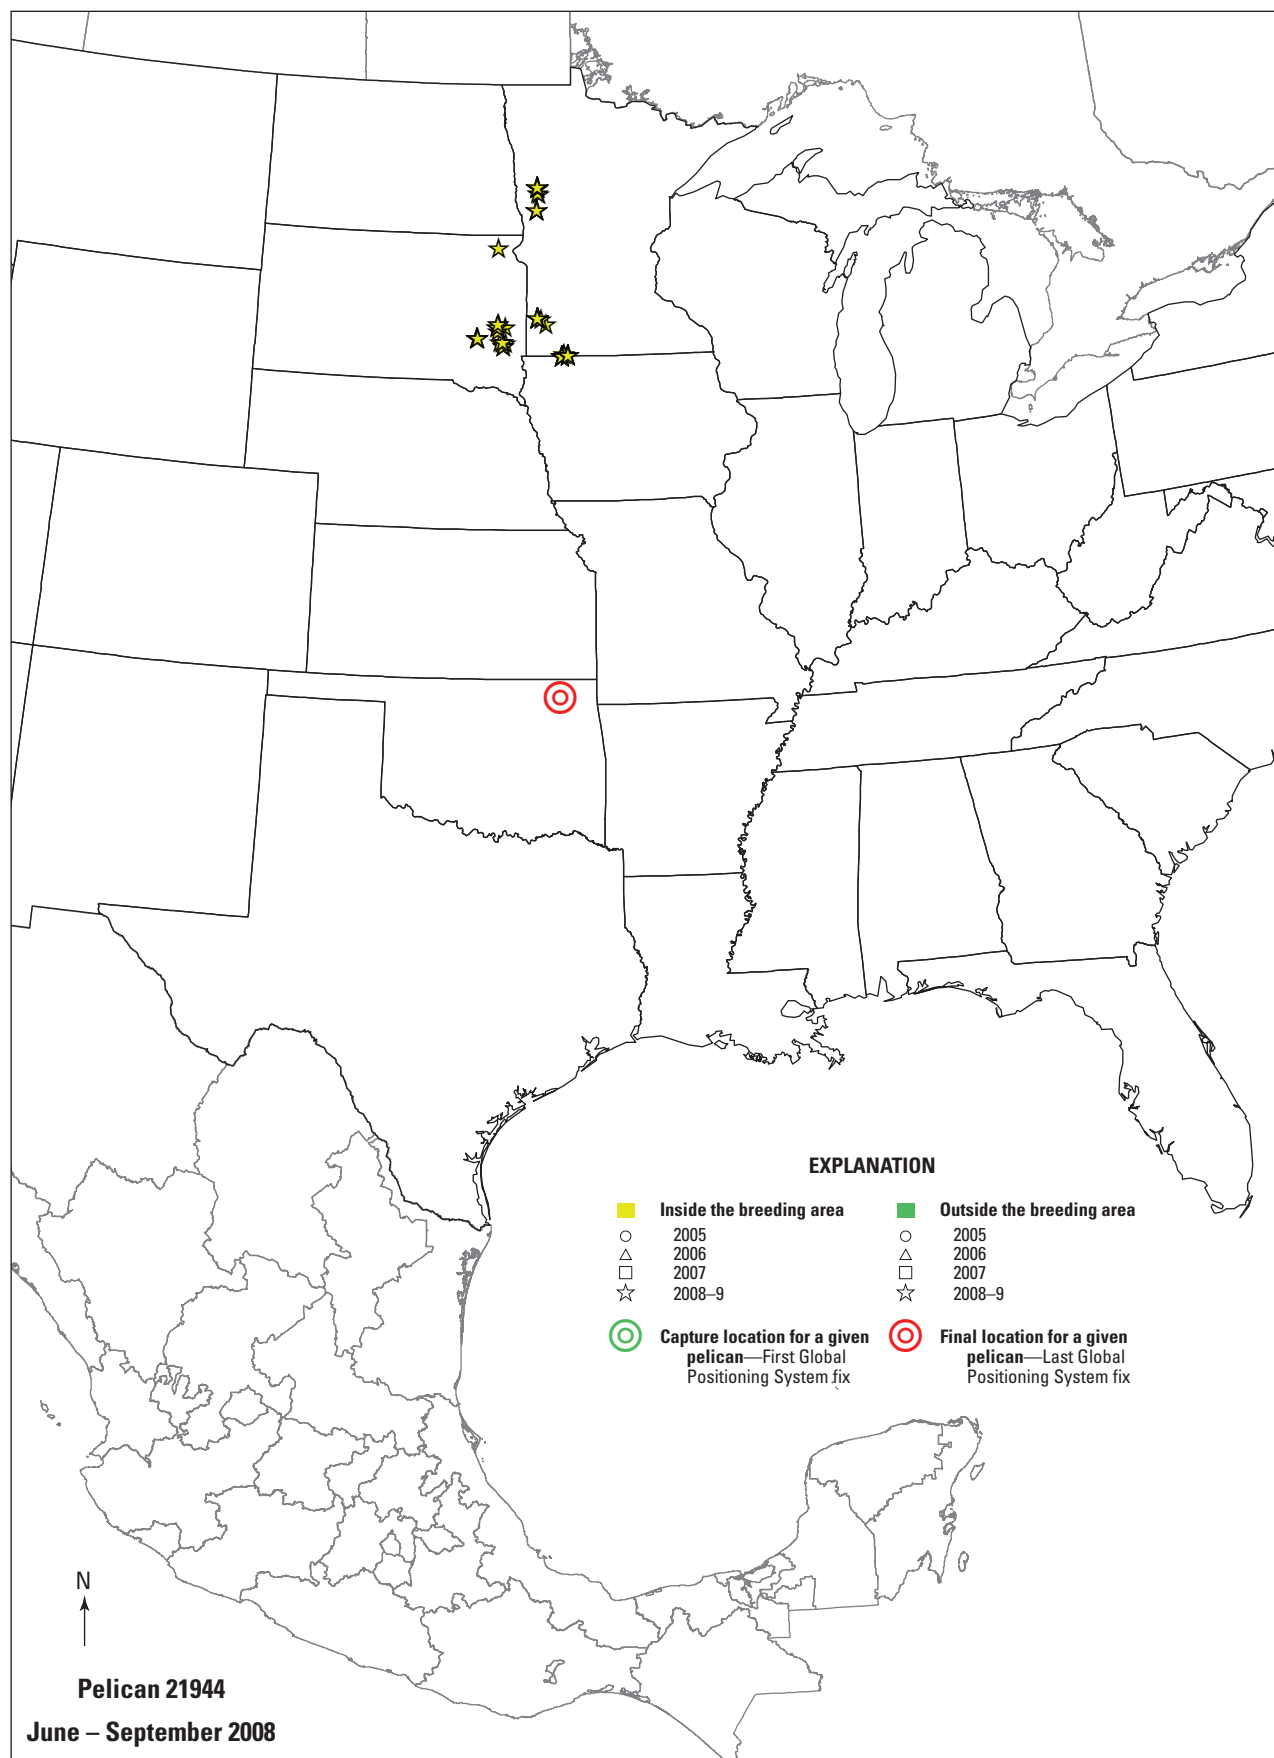 EXPLANATION
Inside the breeding area
2005
2006
2007
2008–9
Capture location for a given
pelican—First Global
Positioning System fix
Outside the breeding area
2005
2006
2007
2008–9
Final location for a given
pelican—Last Global
Positioning System fix
N
Pelican 21944
June – September 2008